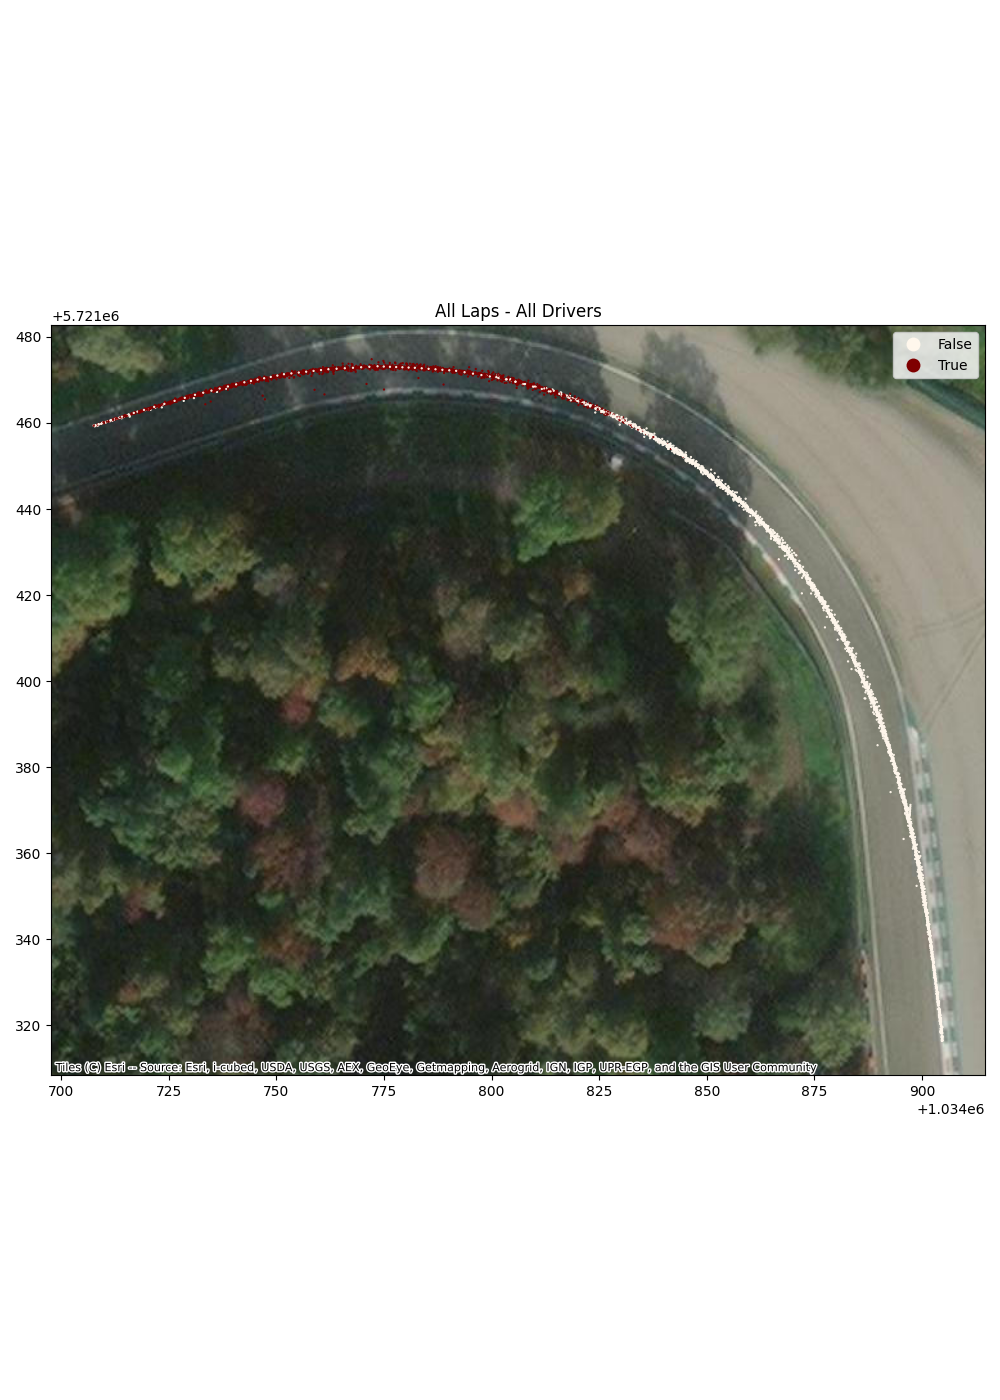 All Laps - All Drivers
+5.721e6
False
True
480
460
440
420
400
380
360
340
320
Tiles (C) Esri -- Source: Esri, i-cubed, USDA, USGS, AEX, GeoEye, Getmapping, Aerogrid, IGN, IGP, UPR-EGP, and the GIS User Community
700 725 750 775 800 825 850 875 900
+1.034e6